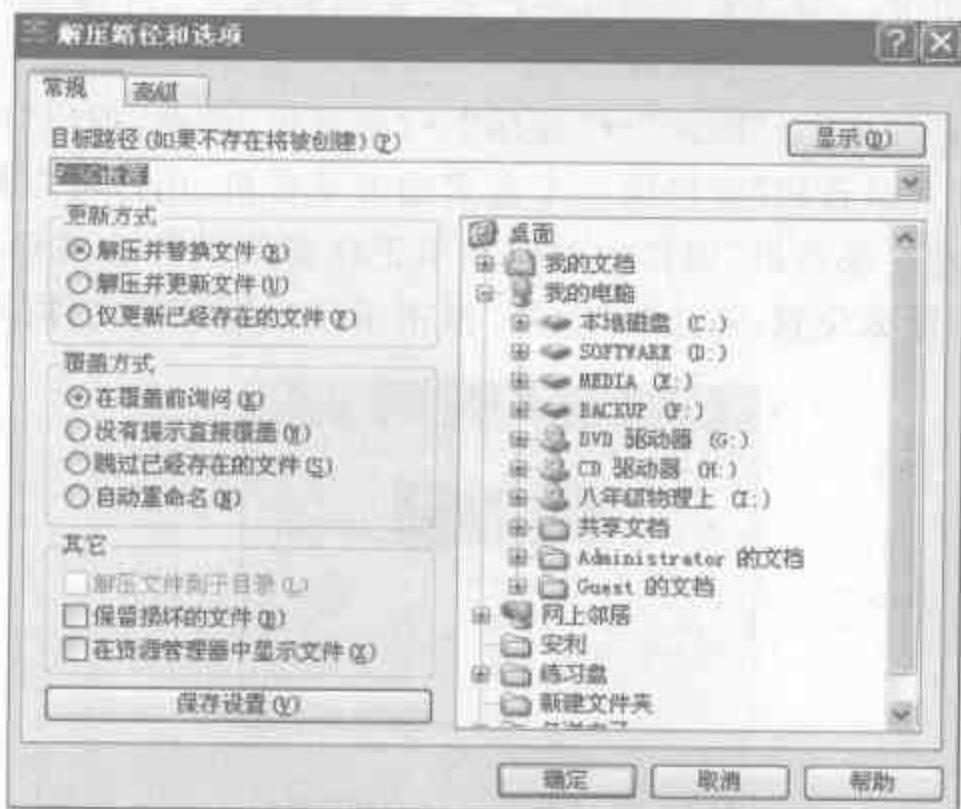 解压路径和选项
常规
高级
目标路径(如果不存在将被创建)(P)
显示(D)
更新方式
解压并替换文件(R)
解压并更新文件(U)
仅更新已经存在的文件(F)
覆盖方式
在覆盖前询问(K)
没有提示直接覆盖(W)
跳过已经存在的文件(S)
自动重命名(N)
其它
解压文件到子目录(L)
保留损坏的文件(B)
在资源管理器中显示文件(X)
保存设置(V)
桌面
我的文档
我的电脑
本地磁盘 (C:)
SOFTWARE (D:)
MEDIA (E:)
BACKUP (F:)
DVD 驱动器 (G:)
CD 驱动器 (H:)
八年级物理上 (I:)
共享文档
Administrator 的文档
Guest 的文档
网上邻居
安利
练习盘
新建文件夹
确定
取消
帮助